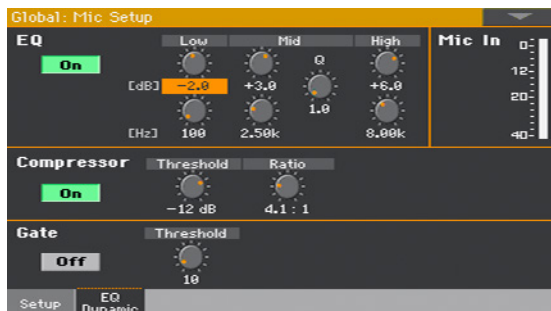 Global: Mic Setup
EQ Low Mid High Mic In
On Q 0-
[dB] -2.0 +3.0 +6.0 12-
1.0 20-
[Hz] 100 2.50k 8.00k 40-
Compressor Threshold Ratio
On
-12 dB 4.1 : 1
Gate Threshold
Off
10
Setup EQ
Dynamic